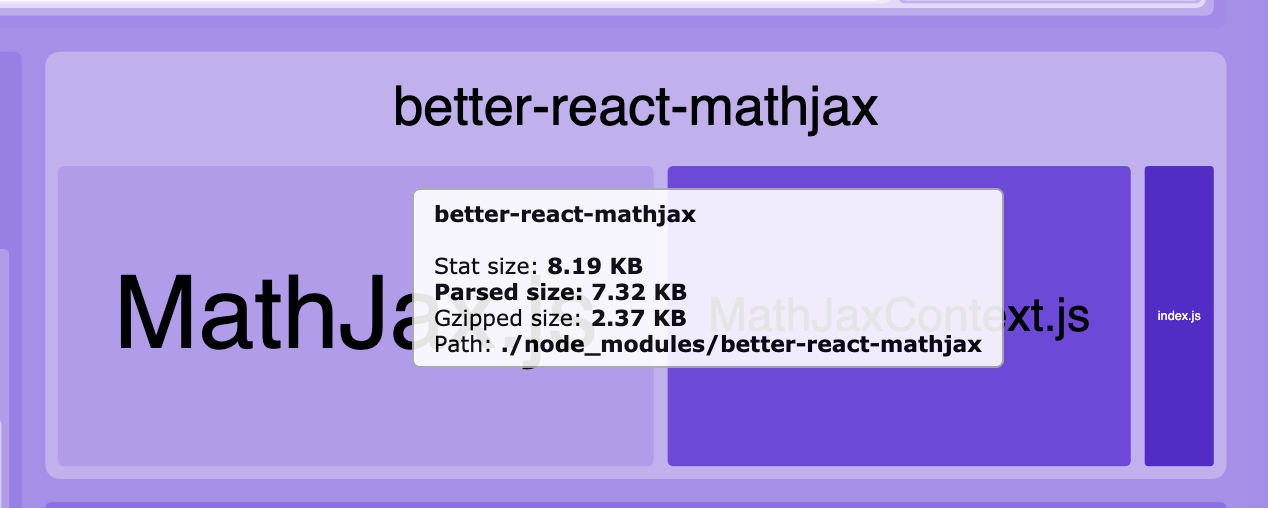 better-react-mathjax
MathJax.js
better-react-mathjax
Stat size: 8.19 KB
Parsed size: 7.32 KB
Gzipped size: 2.37 KB
Path: ./node_modules/better-react-mathjax
MathJaxContext.js
index.js